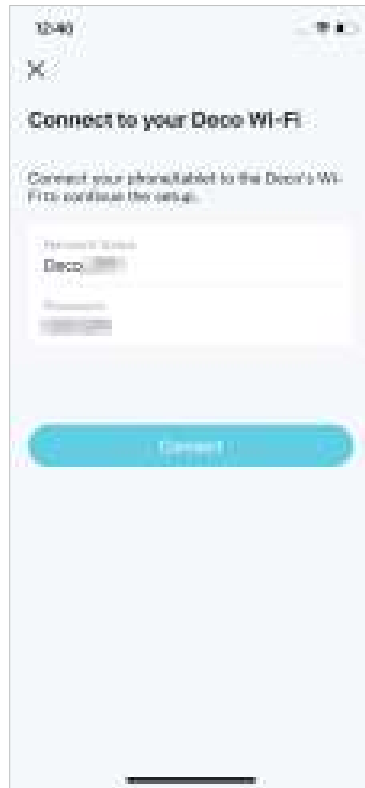 12:40
Connect to your Deco Wi-Fi
Connect your phone/tablet to the Deco's Wi-
Fi to continue the setup.
Network Name
Deco
Password
Connect